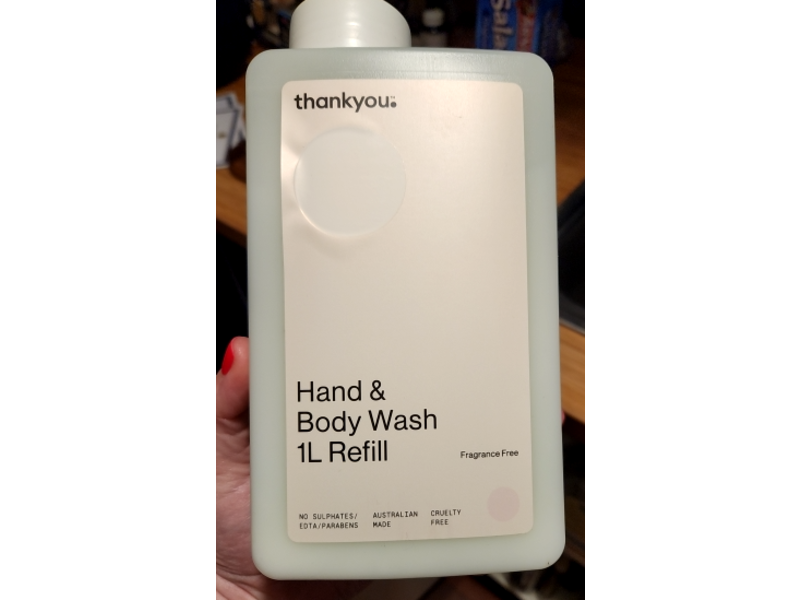 thankyou.
Hand &
Body Wash
1L Refill
Fragrance Free
NO SULPHATES/
EDTA/PARABENS
AUSTRALIAN
MADE
CRUELTY
FREE